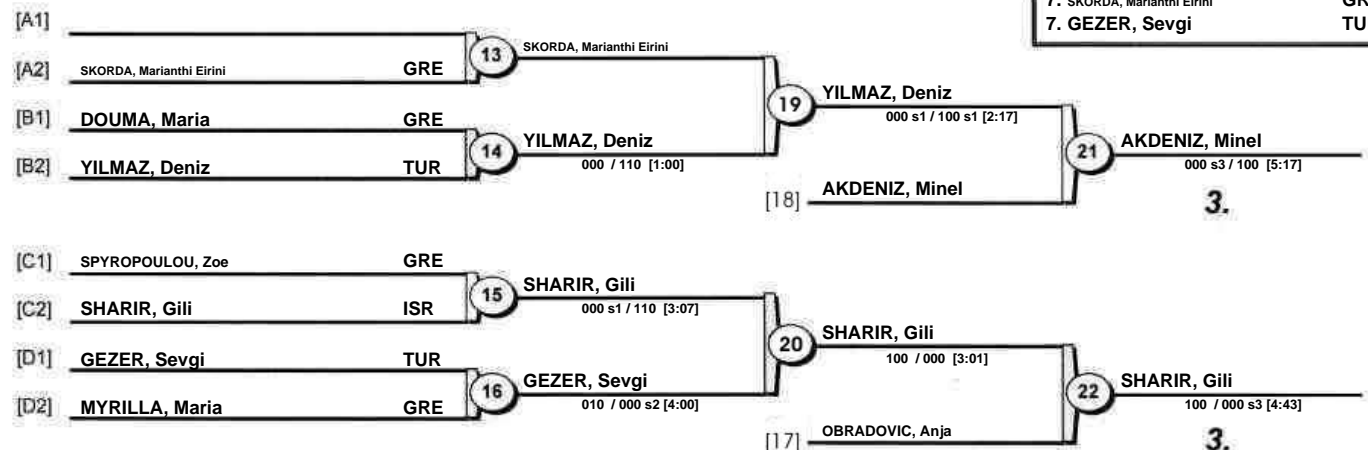 7. SKORDA, Marianthi Eirini GR
7. GEZER, Sevgi TU
[A1]
[A2] SKORDA, Marianthi Eirini GRE
13 SKORDA, Marianthi Eirini
[B1] DOUMA, Maria GRE
[B2] YILMAZ, Deniz TUR
14 YILMAZ, Deniz
000 / 110 [1:00]
19 YILMAZ, Deniz
000 s1 / 100 s1 [2:17]
[18] AKDENIZ, Minel
21 AKDENIZ, Minel
000 s3 / 100 [5:17]
3.
[C1] SPYROPOULOU, Zoe GRE
[C2] SHARIR, Gili ISR
15 SHARIR, Gili
000 s1 / 110 [3:07]
[D1] GEZER, Sevgi TUR
[D2] MYRILLA, Maria GRE
16 GEZER, Sevgi
010 / 000 s2 [4:00]
20 SHARIR, Gili
100 / 000 [3:01]
[17] OBRADOVIC, Anja
22 SHARIR, Gili
100 / 000 s3 [4:43]
3.